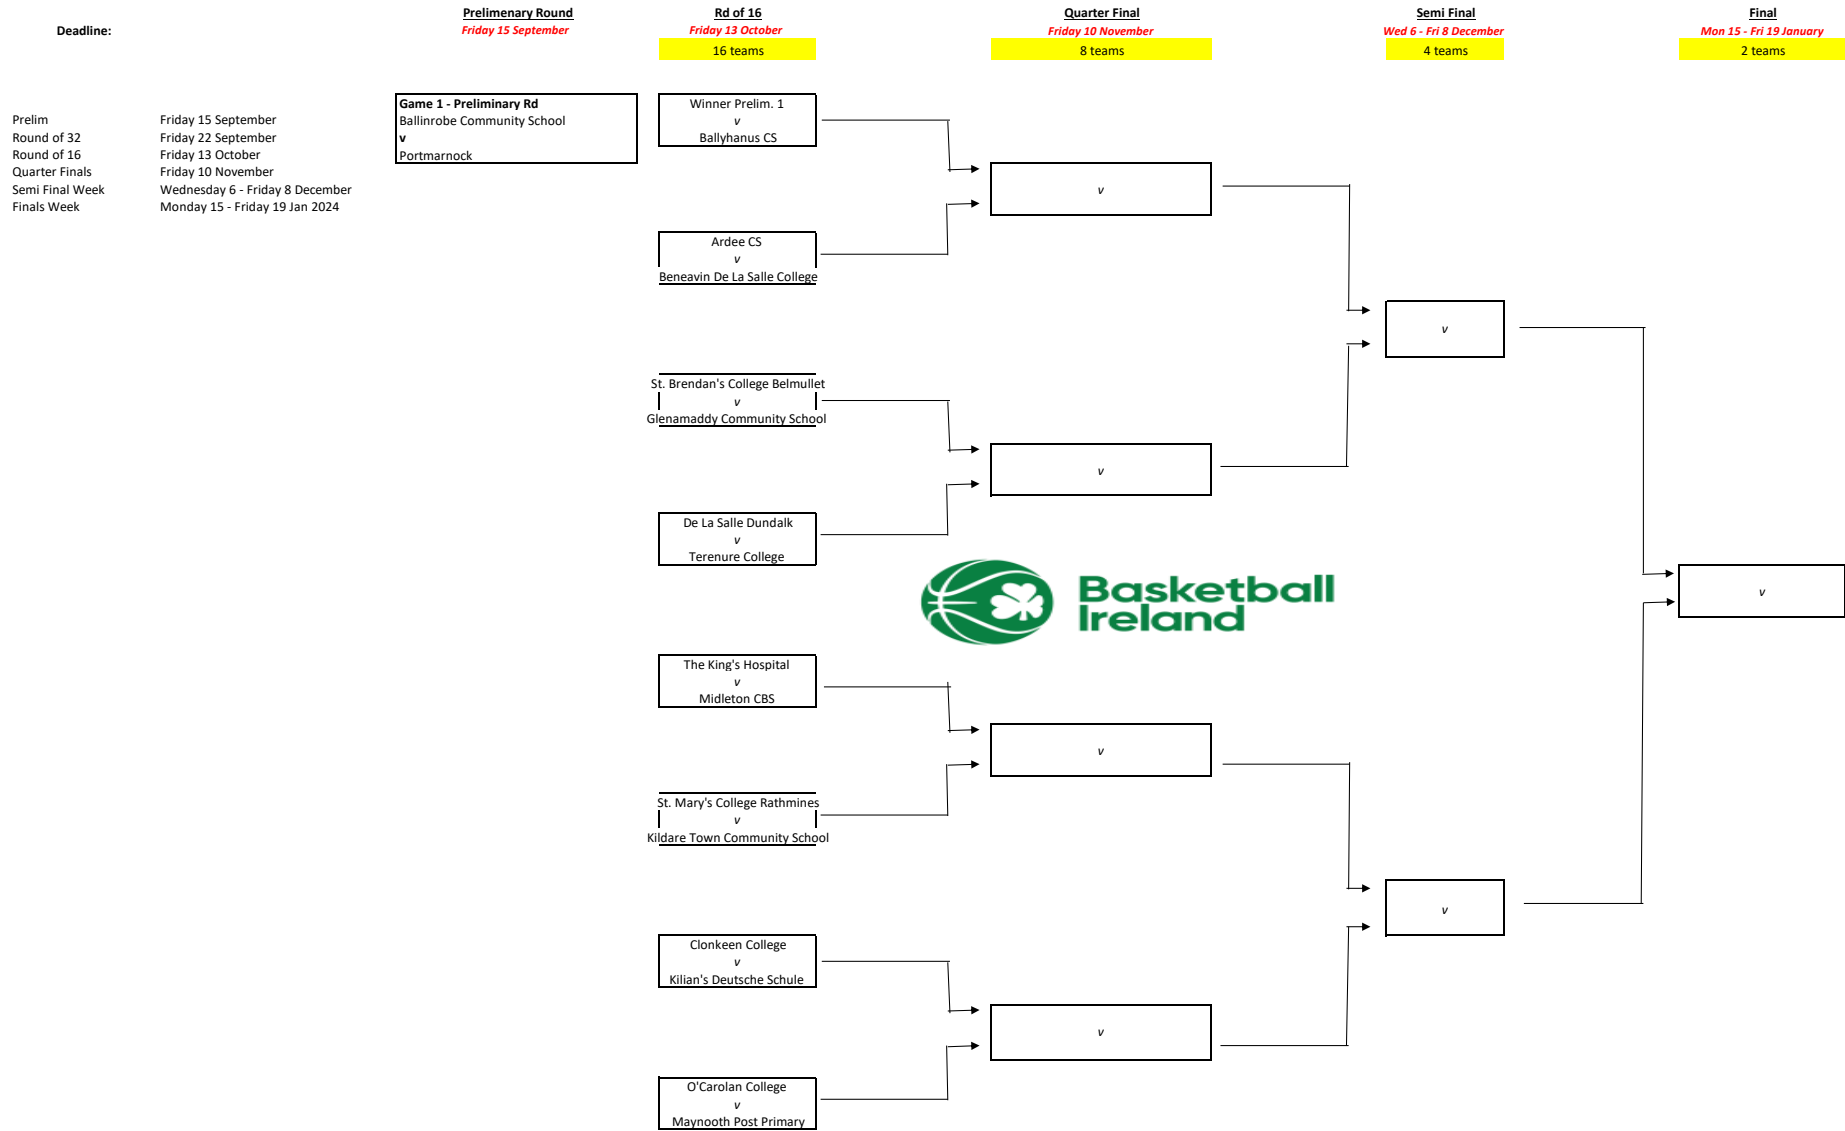 Deadline:
Prelimenary Round
Friday 15 September
Rd of 16
Friday 13 October
16 teams
Quarter Final
Friday 10 November
8 teams
Semi Final
Wed 6 - Fri 8 December
4 teams
Final
Mon 15 - Fri 19 January
2 teams
Prelim Friday 15 September
Round of 32 Friday 22 September
Round of 16 Friday 13 October
Quarter Finals Friday 10 November
Semi Final Week Wednesday 6 - Friday 8 December
Finals Week Monday 15 - Friday 19 Jan 2024
Game 1 - Preliminary Rd
Ballinrobe Community School
v
Portmarnock
Winner Prelim. 1
v
Ballyhanus CS
Ardee CS
v
Beneavin De La Salle College
St. Brendan's College Belmullet
v
Glenamaddy Community School
De La Salle Dundalk
v
Terenure College
The King's Hospital
v
Midleton CBS
St. Mary's College Rathmines
v
Kildare Town Community School
Clonkeen College
v
Kilian's Deutsche Schule
O'Carolan College
v
Maynooth Post Primary
v
v
v
v
Basketball
Ireland
v
v
v